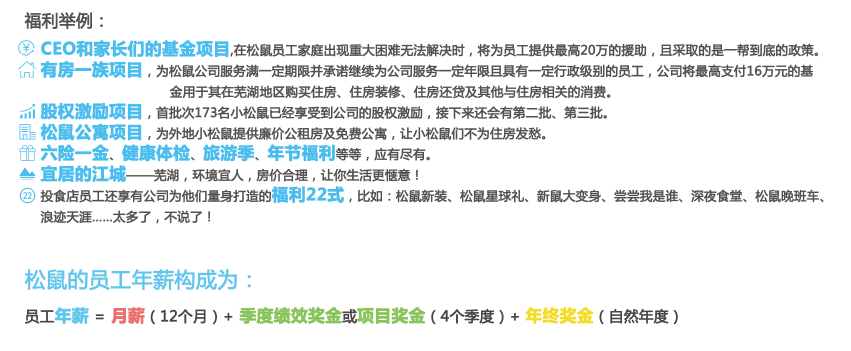 福利举例：
CEO和家长们的基金项目,在松鼠员工家庭出现重大困难无法解决时，将为员工提供最高20万的援助，且采取的是一帮到底的政策。
有房一族项目，为松鼠公司服务满一定期限并承诺继续为公司服务一定年限且具有一定行政级别的员工，公司将最高支付16万元的基
金用于其在芜湖地区购买住房、住房装修、住房还贷及其他与住房相关的消费。
股权激励项目，首批次173名小松鼠已经享受到公司的股权激励，接下来还会有第二批、第三批。
松鼠公寓项目，为外地小松鼠提供廉价公租房及免费公寓，让小松鼠们不为住房发愁。
六险一金、健康体检、旅游季、年节福利等等，应有尽有。
宜居的江城——芜湖，环境宜人，房价合理，让你生活更惬意！
22 投食店员工还享有公司为他们量身打造的福利22式，比如：松鼠新装、松鼠星球礼、新鼠大变身、尝尝我是谁、深夜食堂、松鼠晚班车、
浪迹天涯......太多了，不说了！
松鼠的员工年薪构成为：
员工年薪 = 月薪（12个月）+ 季度绩效奖金或项目奖金（4个季度）+ 年终奖金（自然年度）